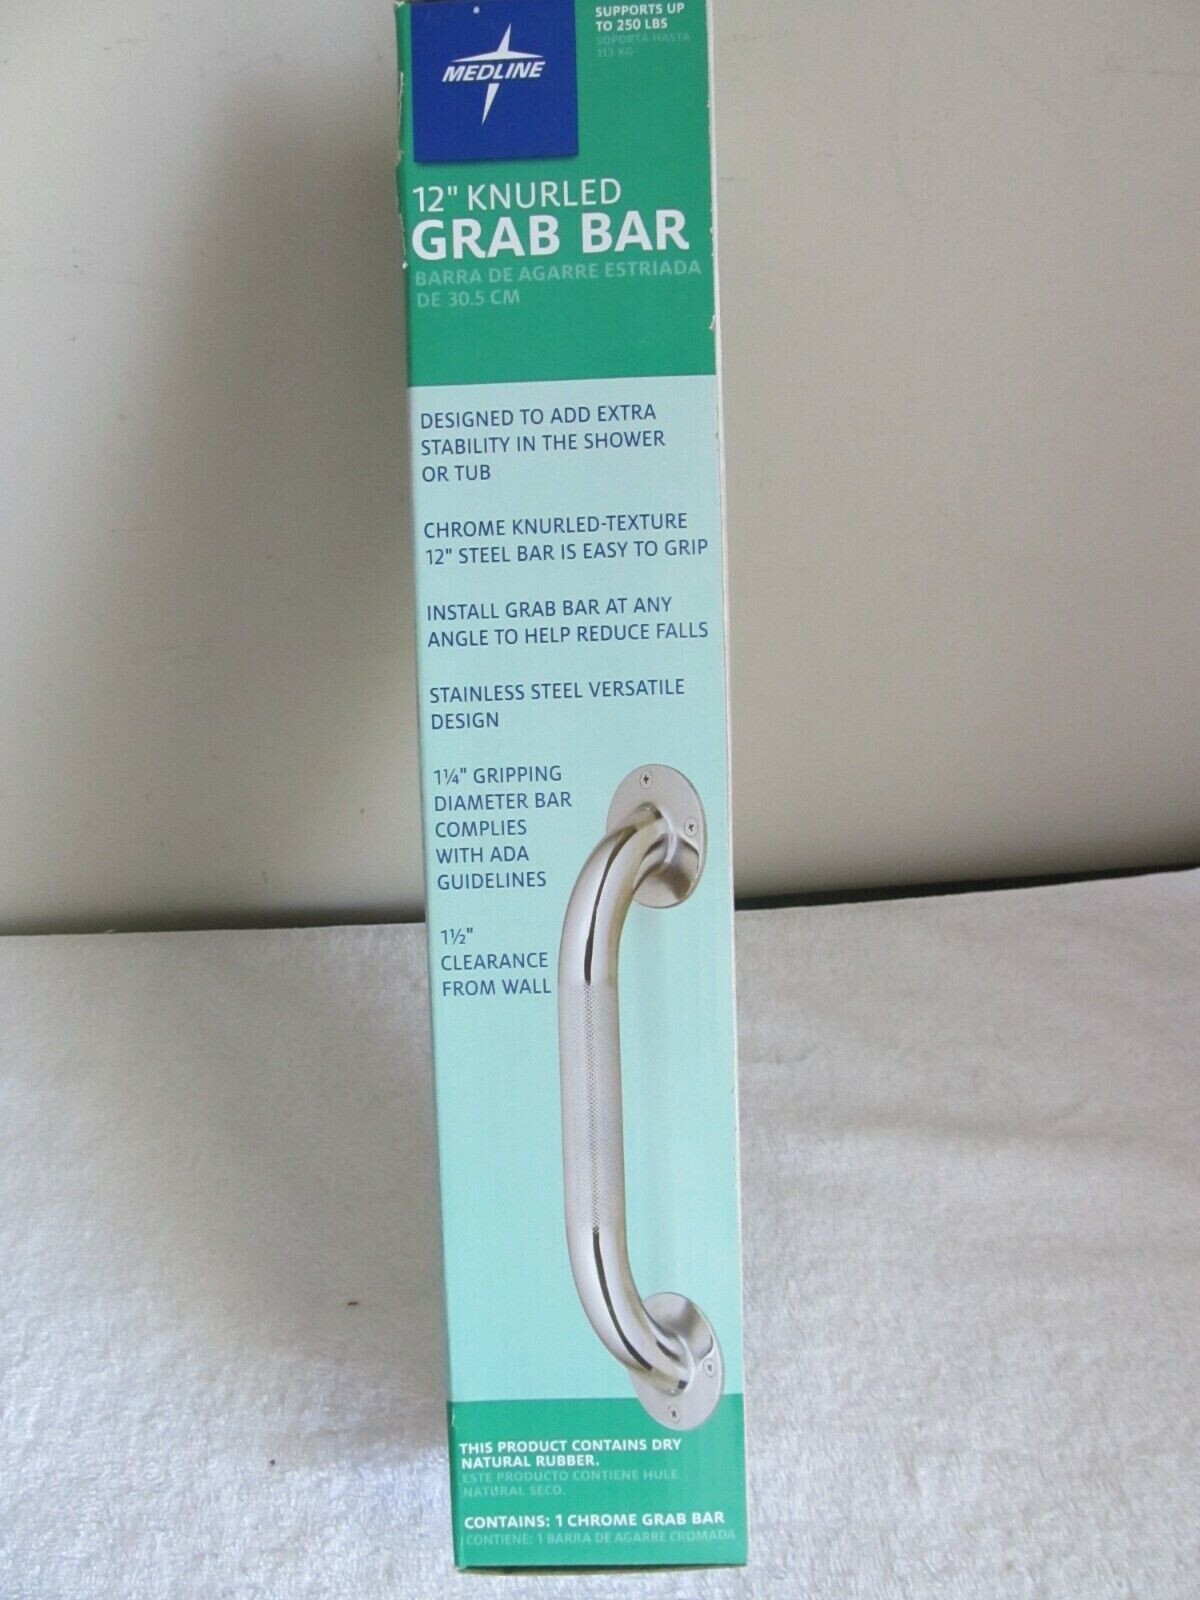 MEDLINE
SUPPORTS UP
TO 250 LBS
SOPORTA HASTA
113 KG
12" KNURLED
GRAB BAR
BARRA DE AGARRE ESTRIADA
DE 30.5 CM
DESIGNED TO ADD EXTRA
STABILITY IN THE SHOWER
OR TUB
CHROME KNURLED-TEXTURE
12" STEEL BAR IS EASY TO GRIP
INSTALL GRAB BAR AT ANY
ANGLE TO HELP REDUCE FALLS
STAINLESS STEEL VERSATILE
DESIGN
1¼" GRIPPING
DIAMETER BAR
COMPLIES
WITH ADA
GUIDELINES
1½"
CLEARANCE
FROM WALL
THIS PRODUCT CONTAINS DRY
NATURAL RUBBER.
ESTE PRODUCTO CONTIENE HULE
NATURAL SECO.
CONTAINS: 1 CHROME GRAB BAR
CONTIENE: 1 BARRA DE AGARRE CROMADA